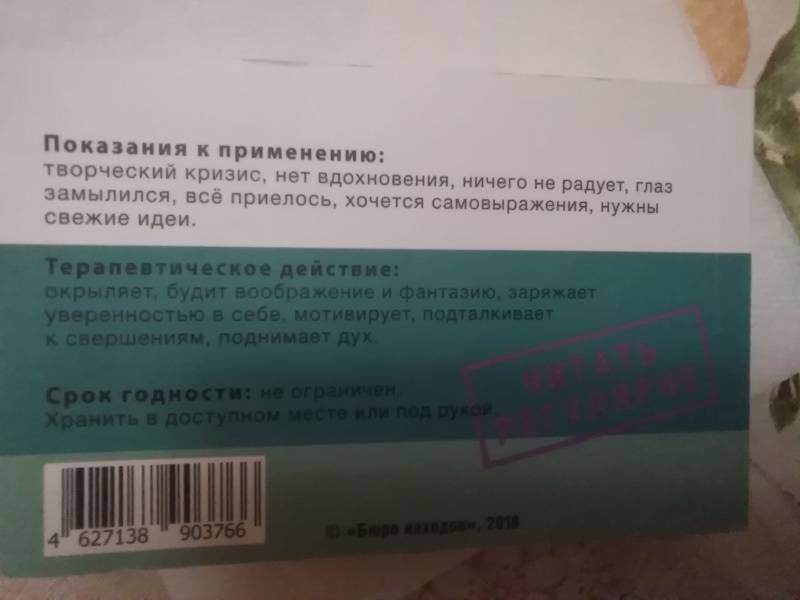 Показания к применению:
творческий кризис, нет вдохновения, ничего не радует, глаз
замылился, всё приелось, хочется самовыражения, нужны
свежие идеи.
Терапевтическое действие:
окрыляет, будит воображение и фантазию, заряжает
уверенностью в себе, мотивирует, подталкивает
к свершениям, поднимает дух.
Срок годности: не ограничен.
Хранить в доступном месте или под рукой.
ЧИТАТЬ
РЕГУЛЯРНО
4 627138 903766
© «Бюро находок», 2018